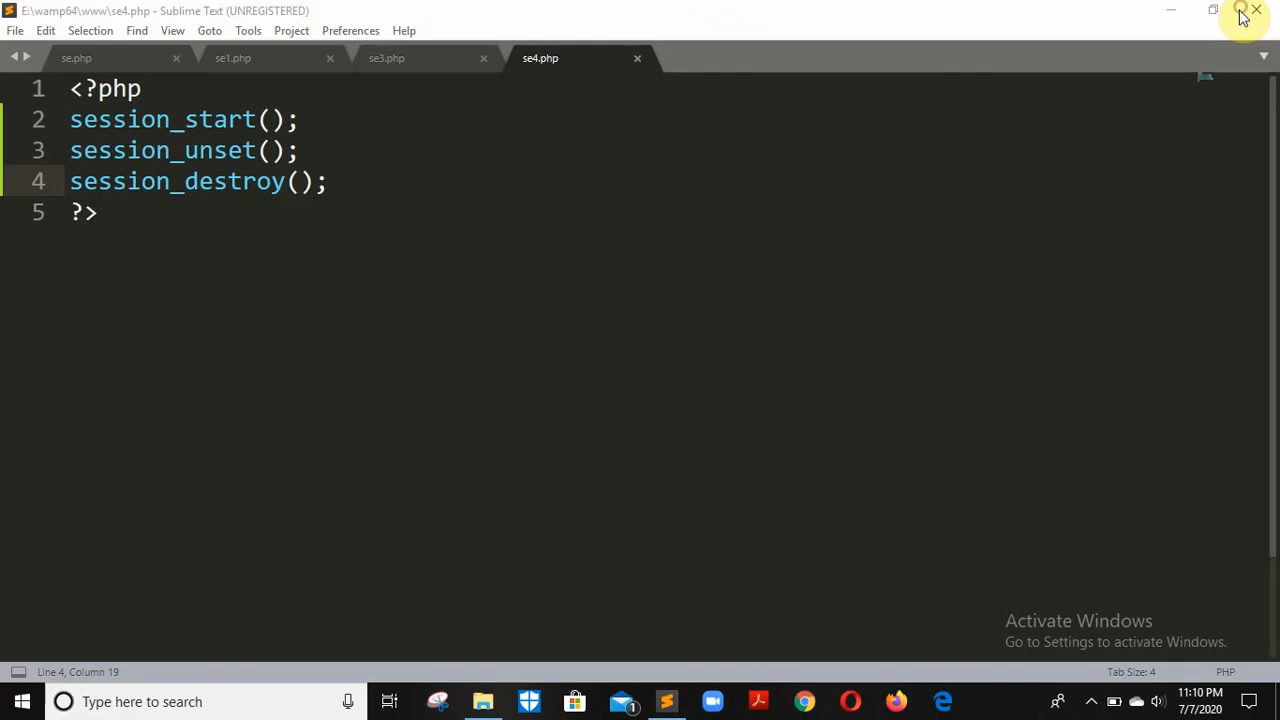 E:\wamp64\www\se4.php - Sublime Text (UNREGISTERED)
File Edit Selection Find View Goto Tools Project Preferences Help
se.php se1.php se3.php se4.php
1 <?php
2 session_start();
3 session_unset();
4 session_destroy();
5 ?>
Activate Windows
Go to Settings to activate Windows.
Line 4, Column 19 Tab Size: 4 PHP
Type here to search 1 11:10 PM
7/7/2020